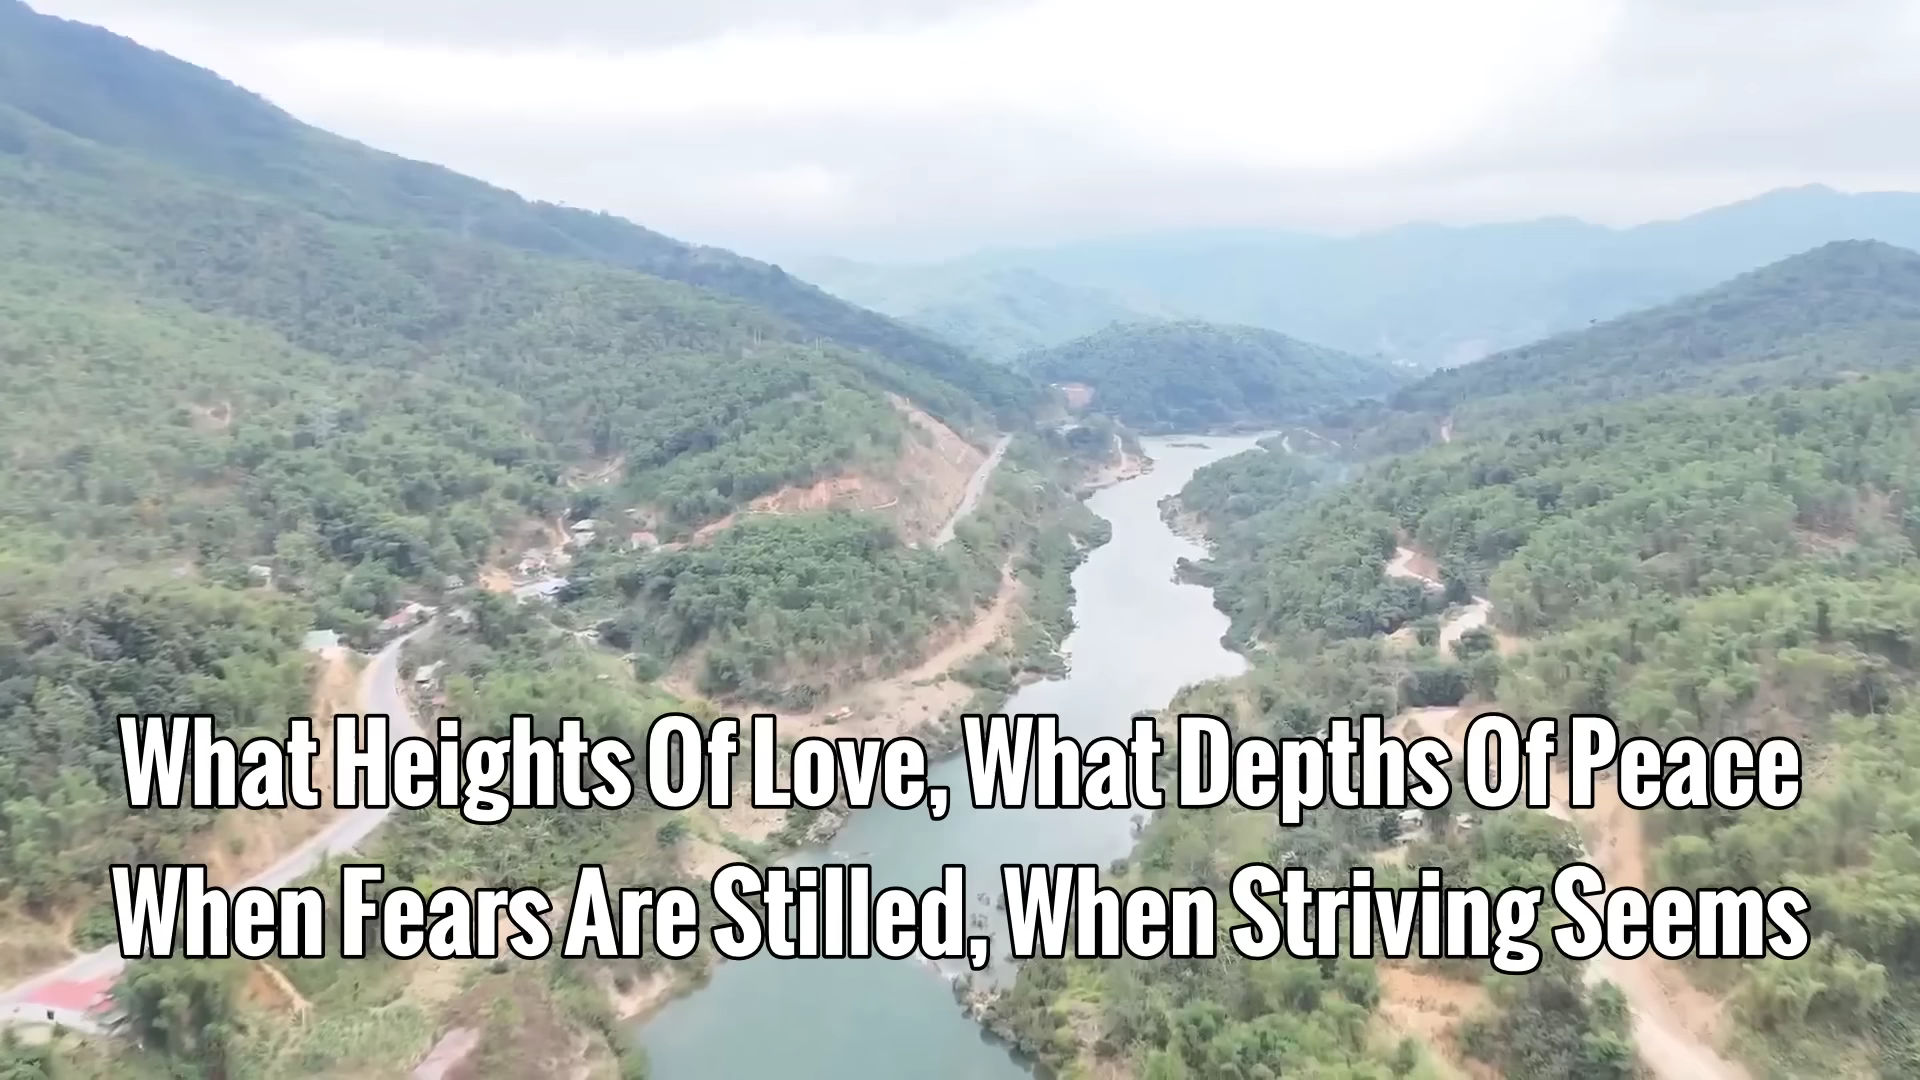 What Heights Of Love, What Depths Of Peace
When Fears Are Stilled, When Striving Seems